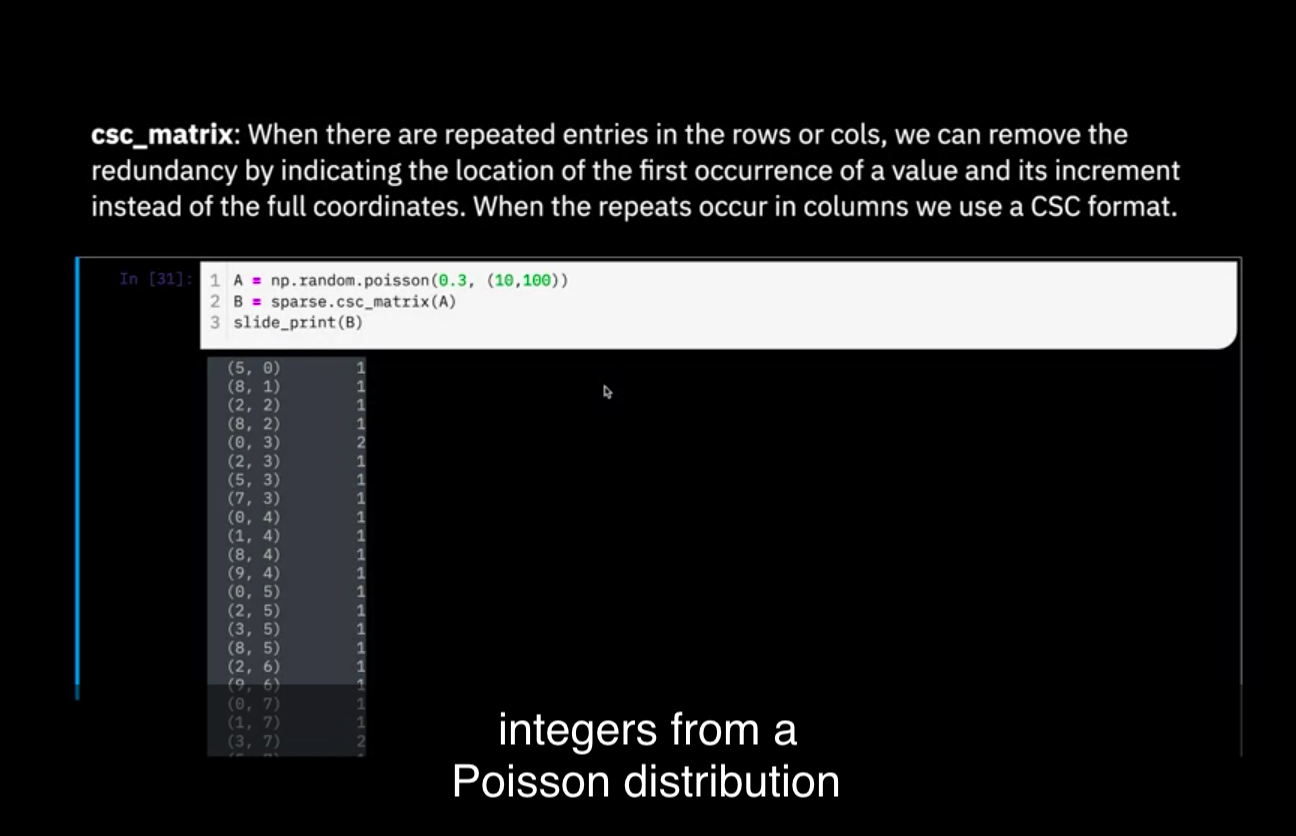 csc_matrix: When there are repeated entries in the rows or cols, we can remove the
redundancy by indicating the location of the first occurrence of a value and its increment
instead of the full coordinates. When the repeats occur in columns we use a CSC format.
In [31]:
1 A = np.random.poisson(0.3, (10,100))
2 B = sparse.csc_matrix(A)
3 slide_print(B)
(5, 0) 1
(8, 1) 1
(2, 2) 1
(8, 2) 1
(0, 3) 2
(2, 3) 1
(5, 3) 1
(7, 3) 1
(0, 4) 1
(1, 4) 1
(8, 4) 1
(9, 4) 1
(0, 5) 1
(2, 5) 1
(3, 5) 1
(8, 5) 1
(2, 6) 1
(9, 6) 1
(0, 7) 1
(1, 7) 1
(3, 7) 2
integers from a
Poisson distribution